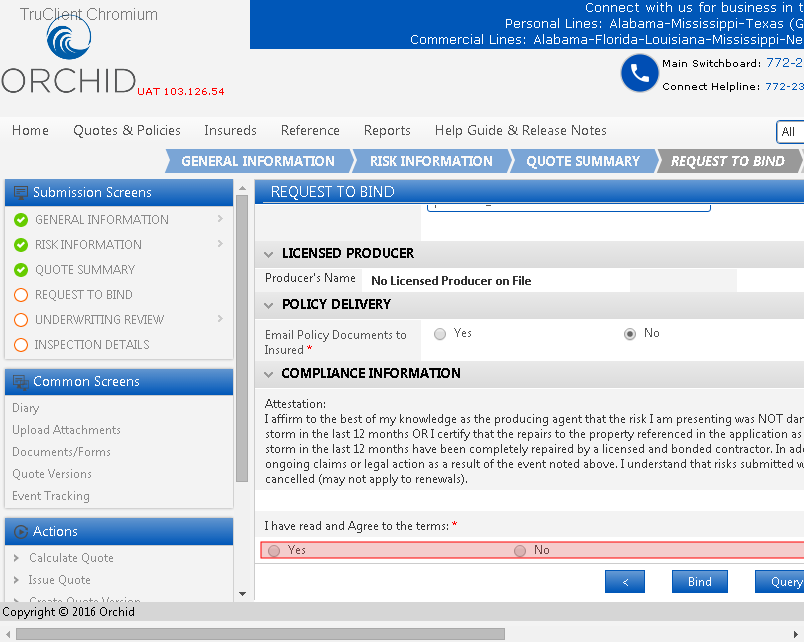 TruClient Chromium
ORCHID
UAT 103.126.54
Connect with us for business in t
Personal Lines: Alabama-Mississippi-Texas (G
Commercial Lines: Alabama-Florida-Louisiana-Mississippi-Ne
Main Switchboard: 772-2
Connect Helpline: 772-23
Home Quotes & Policies Insureds Reference Reports Help Guide & Release Notes All
GENERAL INFORMATION RISK INFORMATION QUOTE SUMMARY REQUEST TO BIND
Submission Screens
GENERAL INFORMATION
RISK INFORMATION
QUOTE SUMMARY
REQUEST TO BIND
UNDERWRITING REVIEW
INSPECTION DETAILS
Common Screens
Diary
Upload Attachments
Documents/Forms
Quote Versions
Event Tracking
Actions
Calculate Quote
Issue Quote
Create Quote Version
REQUEST TO BIND
LICENSED PRODUCER
Producer's Name No Licensed Producer on File
POLICY DELIVERY
Email Policy Documents to
Insured * Yes No
COMPLIANCE INFORMATION
Attestation:
I affirm to the best of my knowledge as the producing agent that the risk I am presenting was NOT dam
storm in the last 12 months OR I certify that the repairs to the property referenced in the application as
storm in the last 12 months have been completely repaired by a licensed and bonded contractor. In add
ongoing claims or legal action as a result of the event noted above. I understand that risks submitted w
cancelled (may not apply to renewals).
I have read and Agree to the terms: *
Yes No
< Bind Query
Copyright © 2016 Orchid